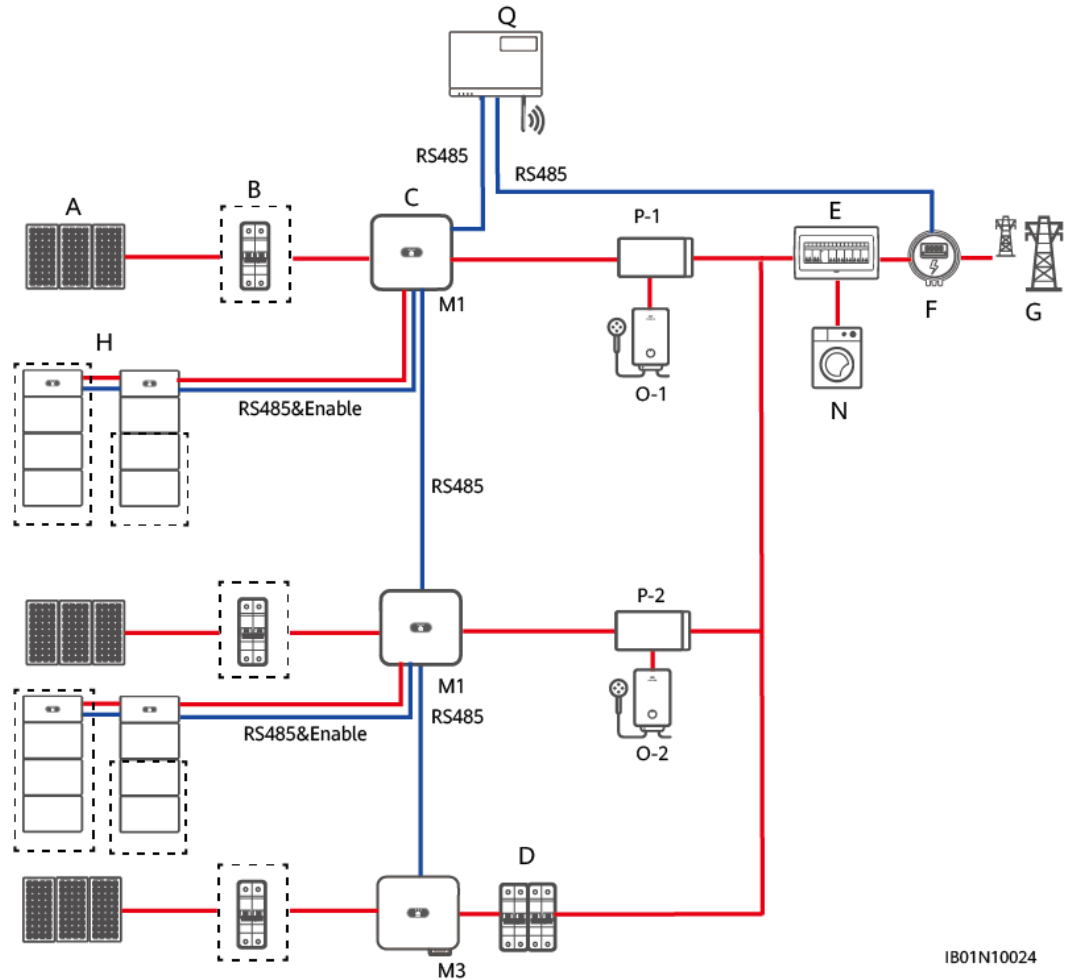 Q
RS485
RS485
A
B
C
P-1
E
M1
F
G
H
O-1
N
RS485&Enable
RS485
P-2
M1
RS485
RS485&Enable
O-2
D
M3
IB01N10024